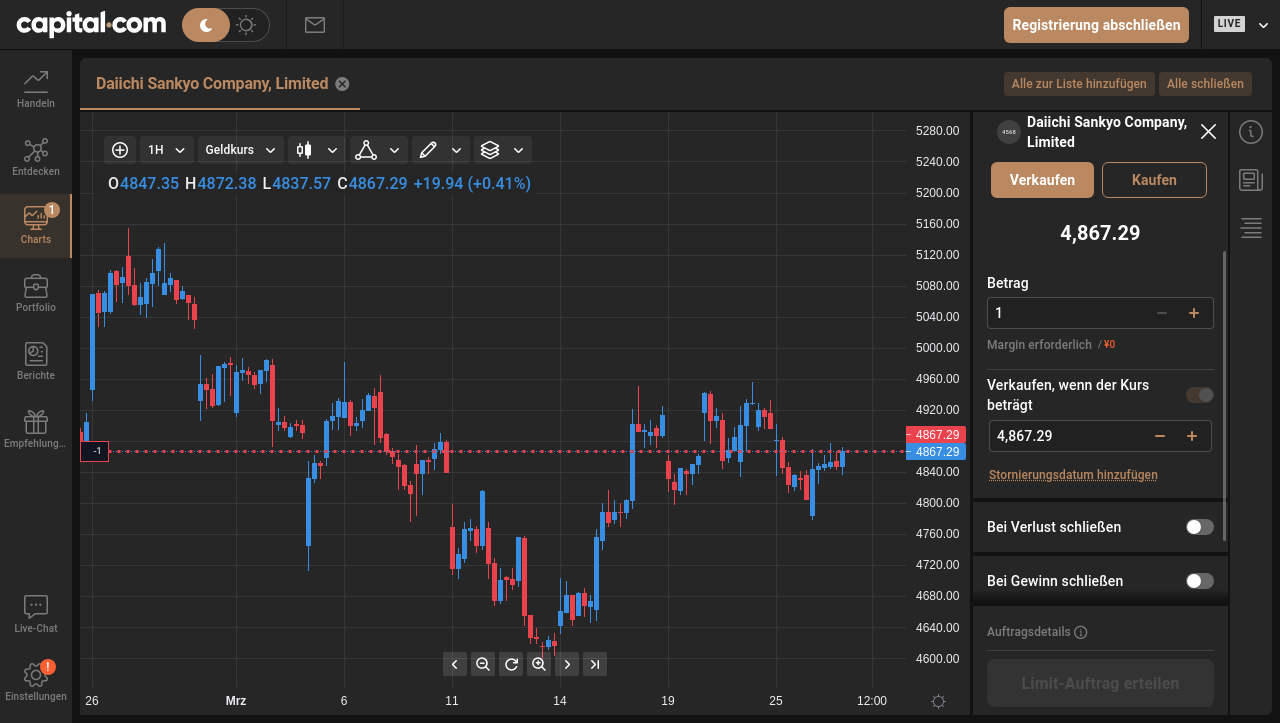 capital.com
Registrierung abschließen
LIVE
Handeln
Entdecken
1
Charts
Portfolio
Berichte
Empfehlung...
Live-Chat
!
Einstellungen
Daiichi Sankyo Company, Limited
Alle zur Liste hinzufügen
Alle schließen
1H
Geldkurs
O4847.35 H4872.38 L4837.57 C4867.29 +19.94 (+0.41%)
5280.00
5240.00
5200.00
5160.00
5120.00
5080.00
5040.00
5000.00
4960.00
4920.00
4867.29
4867.29
4840.00
4800.00
4760.00
4720.00
4680.00
4640.00
4600.00
-1
26
Mrz
6
11
14
19
25
12:00
4568
Daiichi Sankyo Company,
Limited
Verkaufen
Kaufen
4,867.29
Betrag
1
Margin erforderlich / ¥0
Verkaufen, wenn der Kurs
beträgt
4,867.29
Stornierungsdatum hinzufügen
Bei Verlust schließen
Bei Gewinn schließen
Auftragsdetails
Limit-Auftrag erteilen